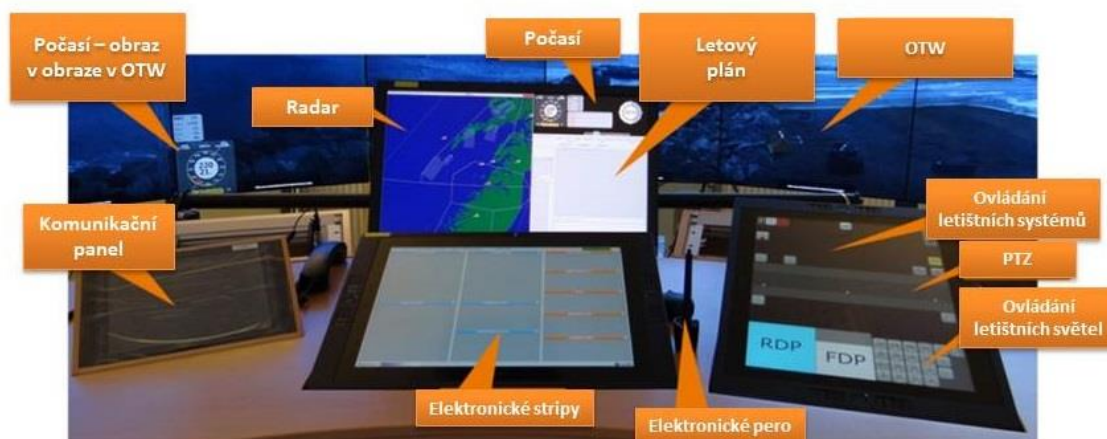 Počasí – obraz
v obraze v OTW
Počasí
Letový
plán
OTW
Radar
Komunikační
panel
Ovládání
letištních systémů
PTZ
Ovládání
letištních světel
RDP
FDP
Elektronické stripy
Elektronické pero